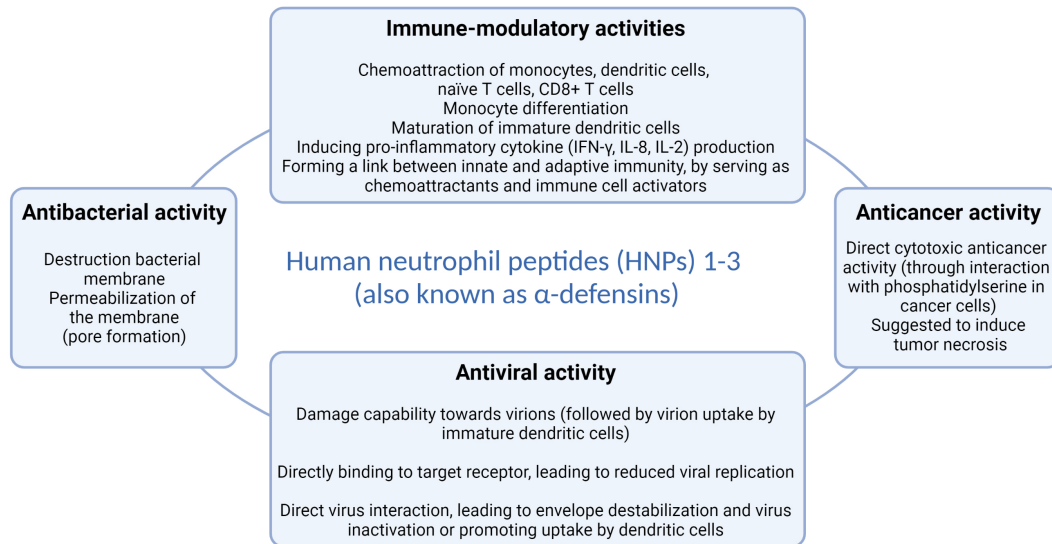 Immune-modulatory activities
Chemoattraction of monocytes, dendritic cells,
naïve T cells, CD8+ T cells
Monocyte differentiation
Maturation of immature dendritic cells
Inducing pro-inflammatory cytokine (IFN-γ, IL-8, IL-2) production
Forming a link between innate and adaptive immunity, by serving as
chemoattractants and immune cell activators
Antibacterial activity
Destruction bacterial
membrane
Permeabilization of
the membrane
(pore formation)
Human neutrophil peptides (HNPs) 1-3
(also known as α-defensins)
Anticancer activity
Direct cytotoxic anticancer
activity (through interaction
with phosphatidylserine in
cancer cells)
Suggested to induce
tumor necrosis
Antiviral activity
Damage capability towards virions (followed by virion uptake by
immature dendritic cells)
Directly binding to target receptor, leading to reduced viral replication
Direct virus interaction, leading to envelope destabilization and virus
inactivation or promoting uptake by dendritic cells